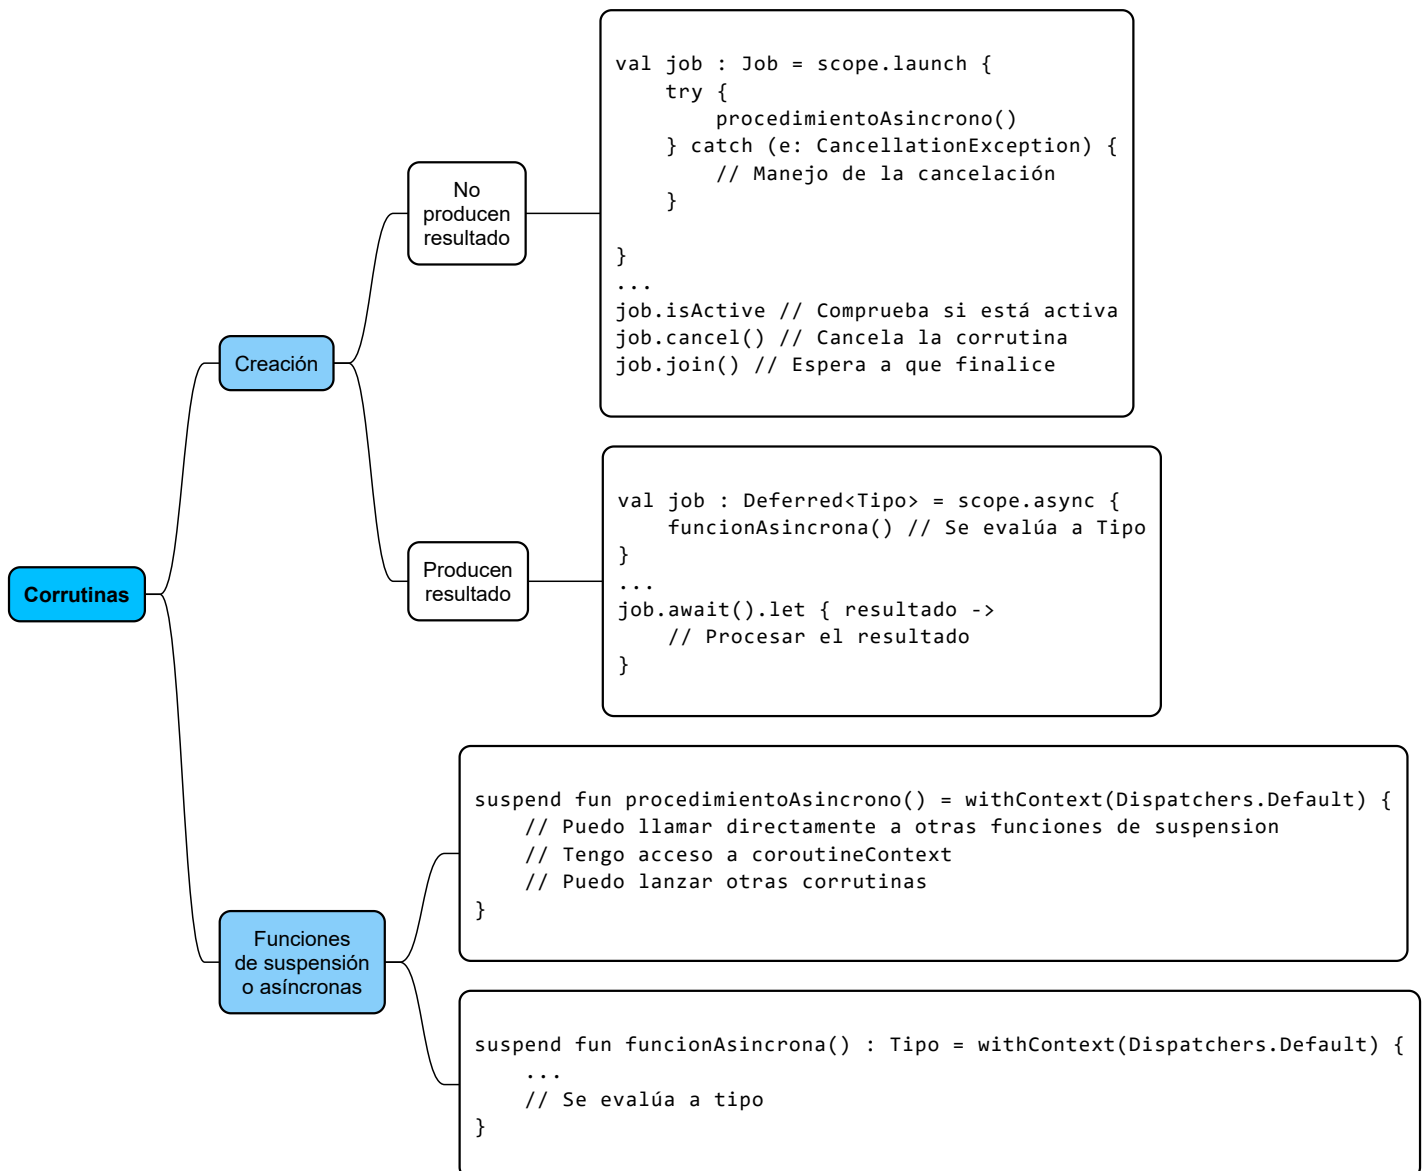 Corrutinas
Creación
No
producen
resultado
val job : Job = scope.launch {
    try {
        procedimientoAsincrono()
    } catch (e: CancellationException) {
        // Manejo de la cancelación
    }
}
...
job.isActive // Comprueba si está activa
job.cancel() // Cancela la corrutina
job.join() // Espera a que finalice
Producen
resultado
val job : Deferred<Tipo> = scope.async {
    funcionAsincrona() // Se evalúa a Tipo
}
...
job.await().let { resultado ->
    // Procesar el resultado
}
Funciones
de suspensión
o asíncronas
suspend fun procedimientoAsincrono() = withContext(Dispatchers.Default) {
    // Puedo llamar directamente a otras funciones de suspension
    // Tengo acceso a coroutineContext
    // Puedo lanzar otras corrutinas
}
suspend fun funcionAsincrona() : Tipo = withContext(Dispatchers.Default) {
    ...
    // Se evalúa a tipo
}